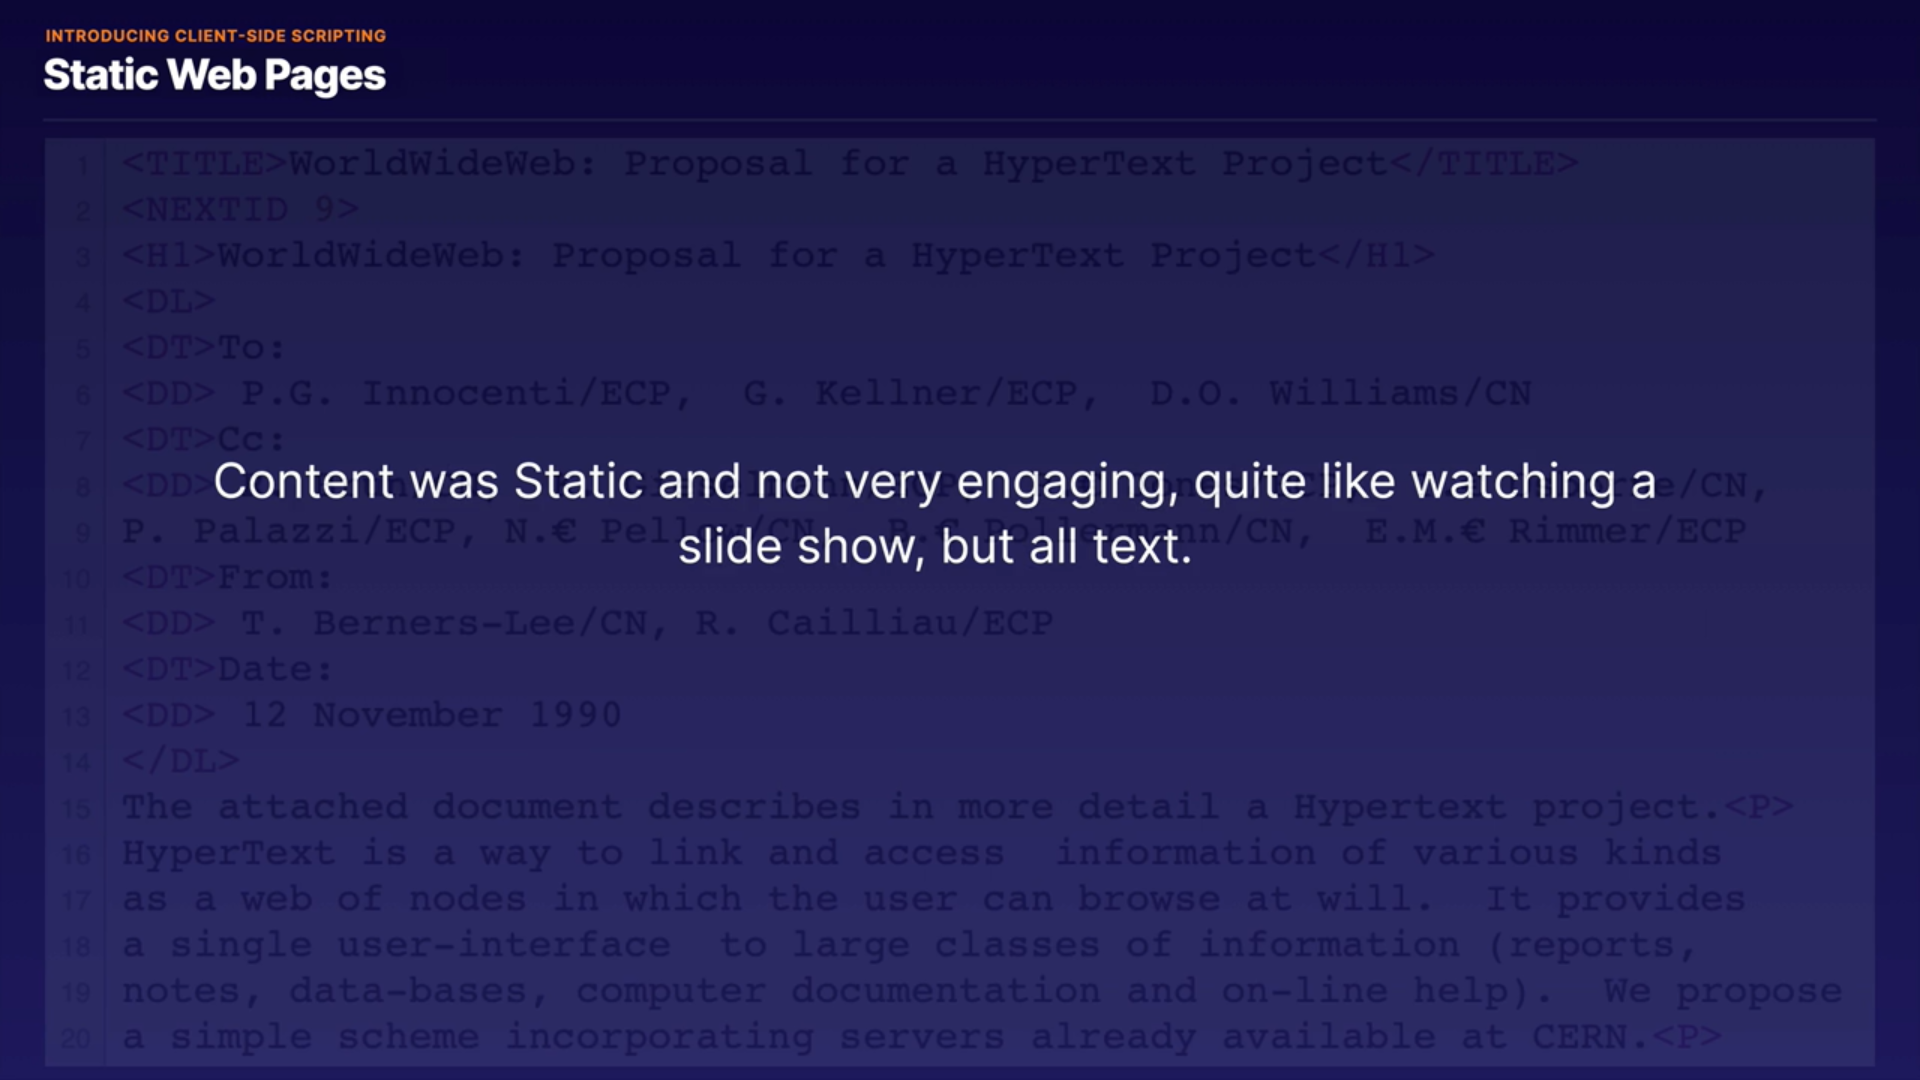 INTRODUCING CLIENT-SIDE SCRIPTING
Static Web Pages
1 <TITLE>WorldWideWeb: Proposal for a HyperText Project</TITLE>
2 <NEXTID 9>
3 <H1>WorldWideWeb: Proposal for a HyperText Project</H1>
4 <DL>
5 <DT>To:
6 <DD> P.G. Innocenti/ECP, G. Kellner/ECP, D.O. Williams/CN
7 <DT>Cc:
Content was Static and not very engaging, quite like watching a
slide show, but all text.
8 <DD>
9 P. Palazzi/ECP, N.€ Pellow/CN, B.€ Pollermann/CN, E.M.€ Rimmer/ECP
10 <DT>From:
11 <DD> T. Berners-Lee/CN, R. Cailliau/ECP
12 <DT>Date:
13 <DD> 12 November 1990
14 </DL>
15 The attached document describes in more detail a Hypertext project.<P>
16 HyperText is a way to link and access information of various kinds
17 as a web of nodes in which the user can browse at will. It provides
18 a single user-interface to large classes of information (reports,
19 notes, data-bases, computer documentation and on-line help). We propose
20 a simple scheme incorporating servers already available at CERN.<P>